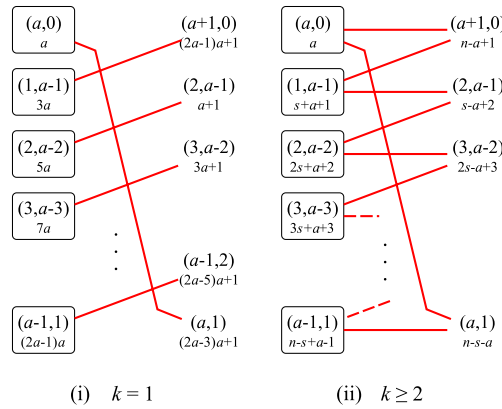 (a,0)
a
(a+1,0)
(2a-1)a+1
(1,a-1)
3a
(2,a-1)
a+1
(2,a-2)
5a
(3,a-2)
3a+1
(3,a-3)
7a
(a-1,2)
(2a-5)a+1
(a-1,1)
(2a-1)a
(a,1)
(2a-3)a+1
(i) k = 1
(a,0)
a
(a+1,0)
n-a+1
(1,a-1)
s+a+1
(2,a-1)
s-a+2
(2,a-2)
2s+a+2
(3,a-2)
2s-a+3
(3,a-3)
3s+a+3
(a-1,1)
n-s+a-1
(a,1)
n-s-a
(ii) k ≥ 2